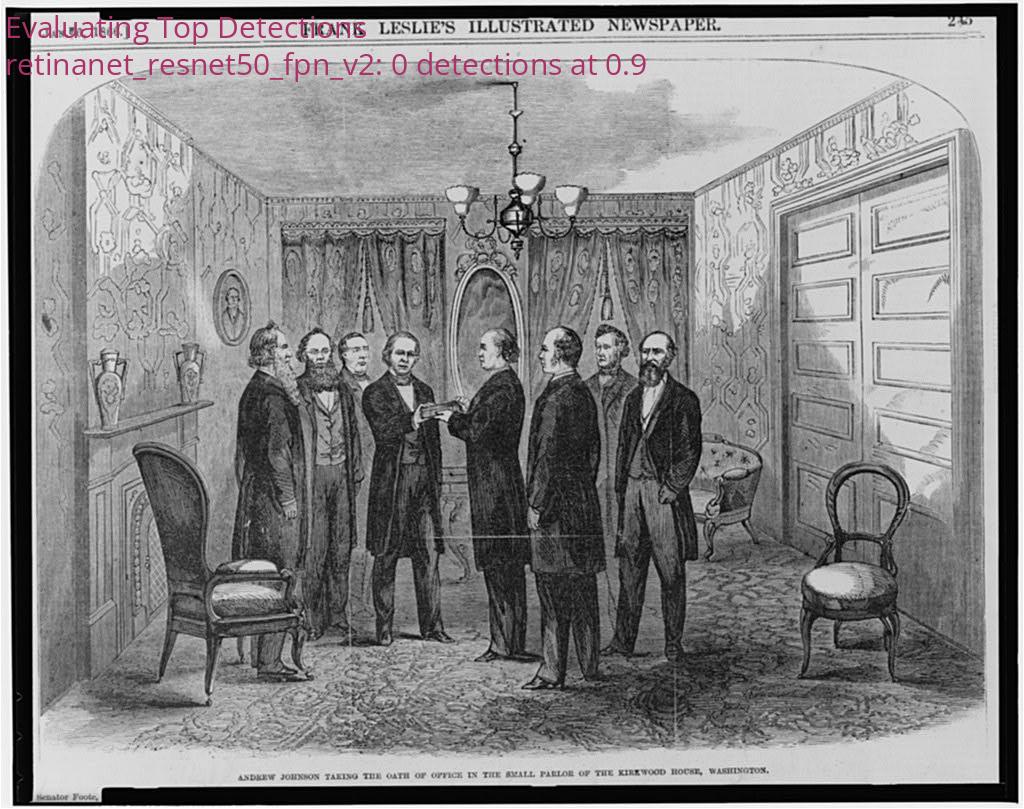 Evaluating Top Detections
FRANK LESLIE'S ILLUSTRATED NEWSPAPER.
retinanet_resnet50_fpn_v2: 0 detections at 0.9
ANDREW JOHNSON TAKING THE OATH OF OFFICE IN THE SMALL PARLOR OF THE KIRKWOOD HOUSE, WASHINGTON.
Senator Foote,